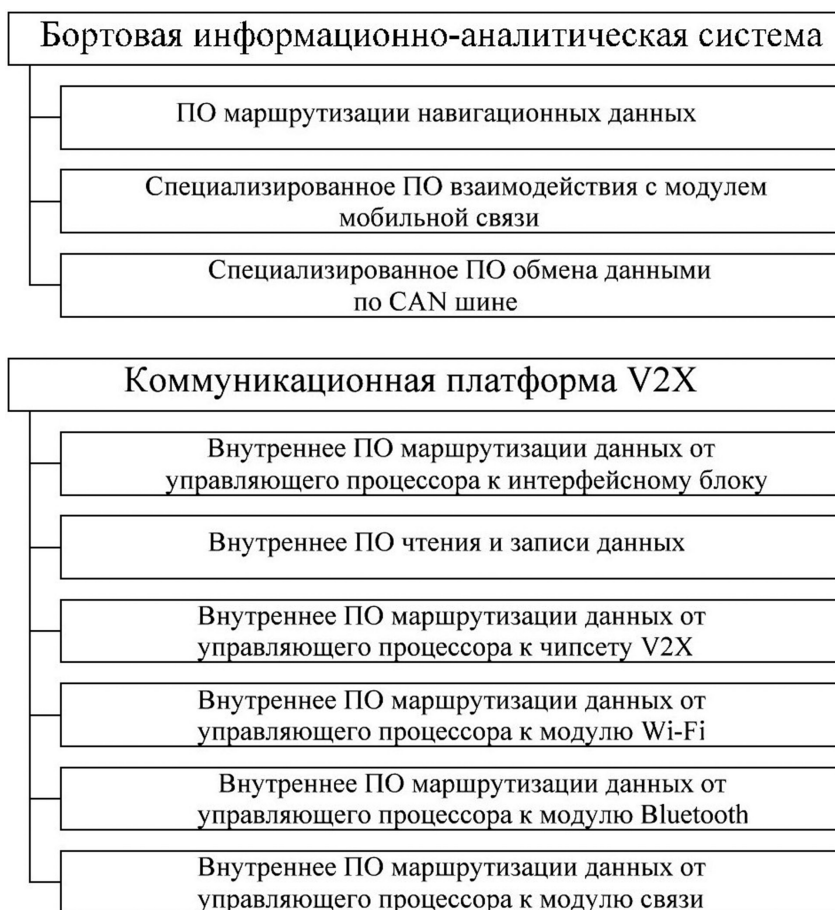 Бортовая информационно-аналитическая система
ПО маршрутизации навигационных данных
Специализированное ПО взаимодействия с модулем
мобильной связи
Специализированное ПО обмена данными
по CAN шине
Коммуникационная платформа V2X
Внутреннее ПО маршрутизации данных от
управляющего процессора к интерфейсному блоку
Внутреннее ПО чтения и записи данных
Внутреннее ПО маршрутизации данных от
управляющего процессора к чипсету V2X
Внутреннее ПО маршрутизации данных от
управляющего процессора к модулю Wi-Fi
Внутреннее ПО маршрутизации данных от
управляющего процессора к модулю Bluetooth
Внутреннее ПО маршрутизации данных от
управляющего процессора к модулю связи